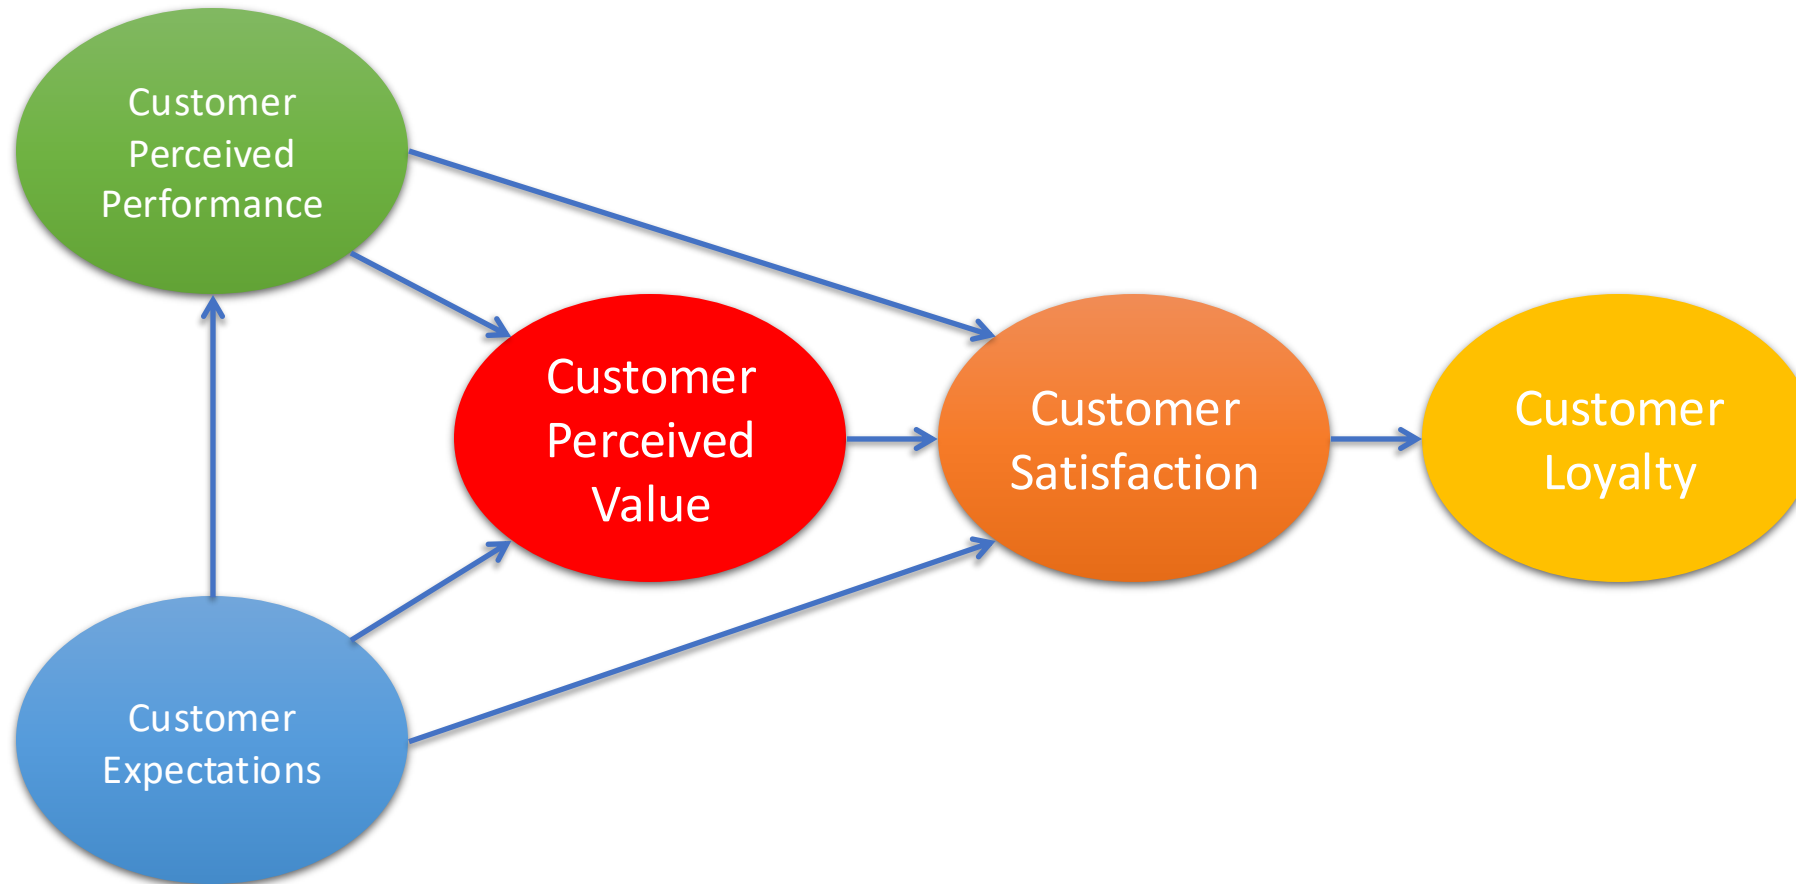 Customer
Perceived
Performance
Customer
Perceived
Value
Customer
Satisfaction
Customer
Loyalty
Customer
Expectations